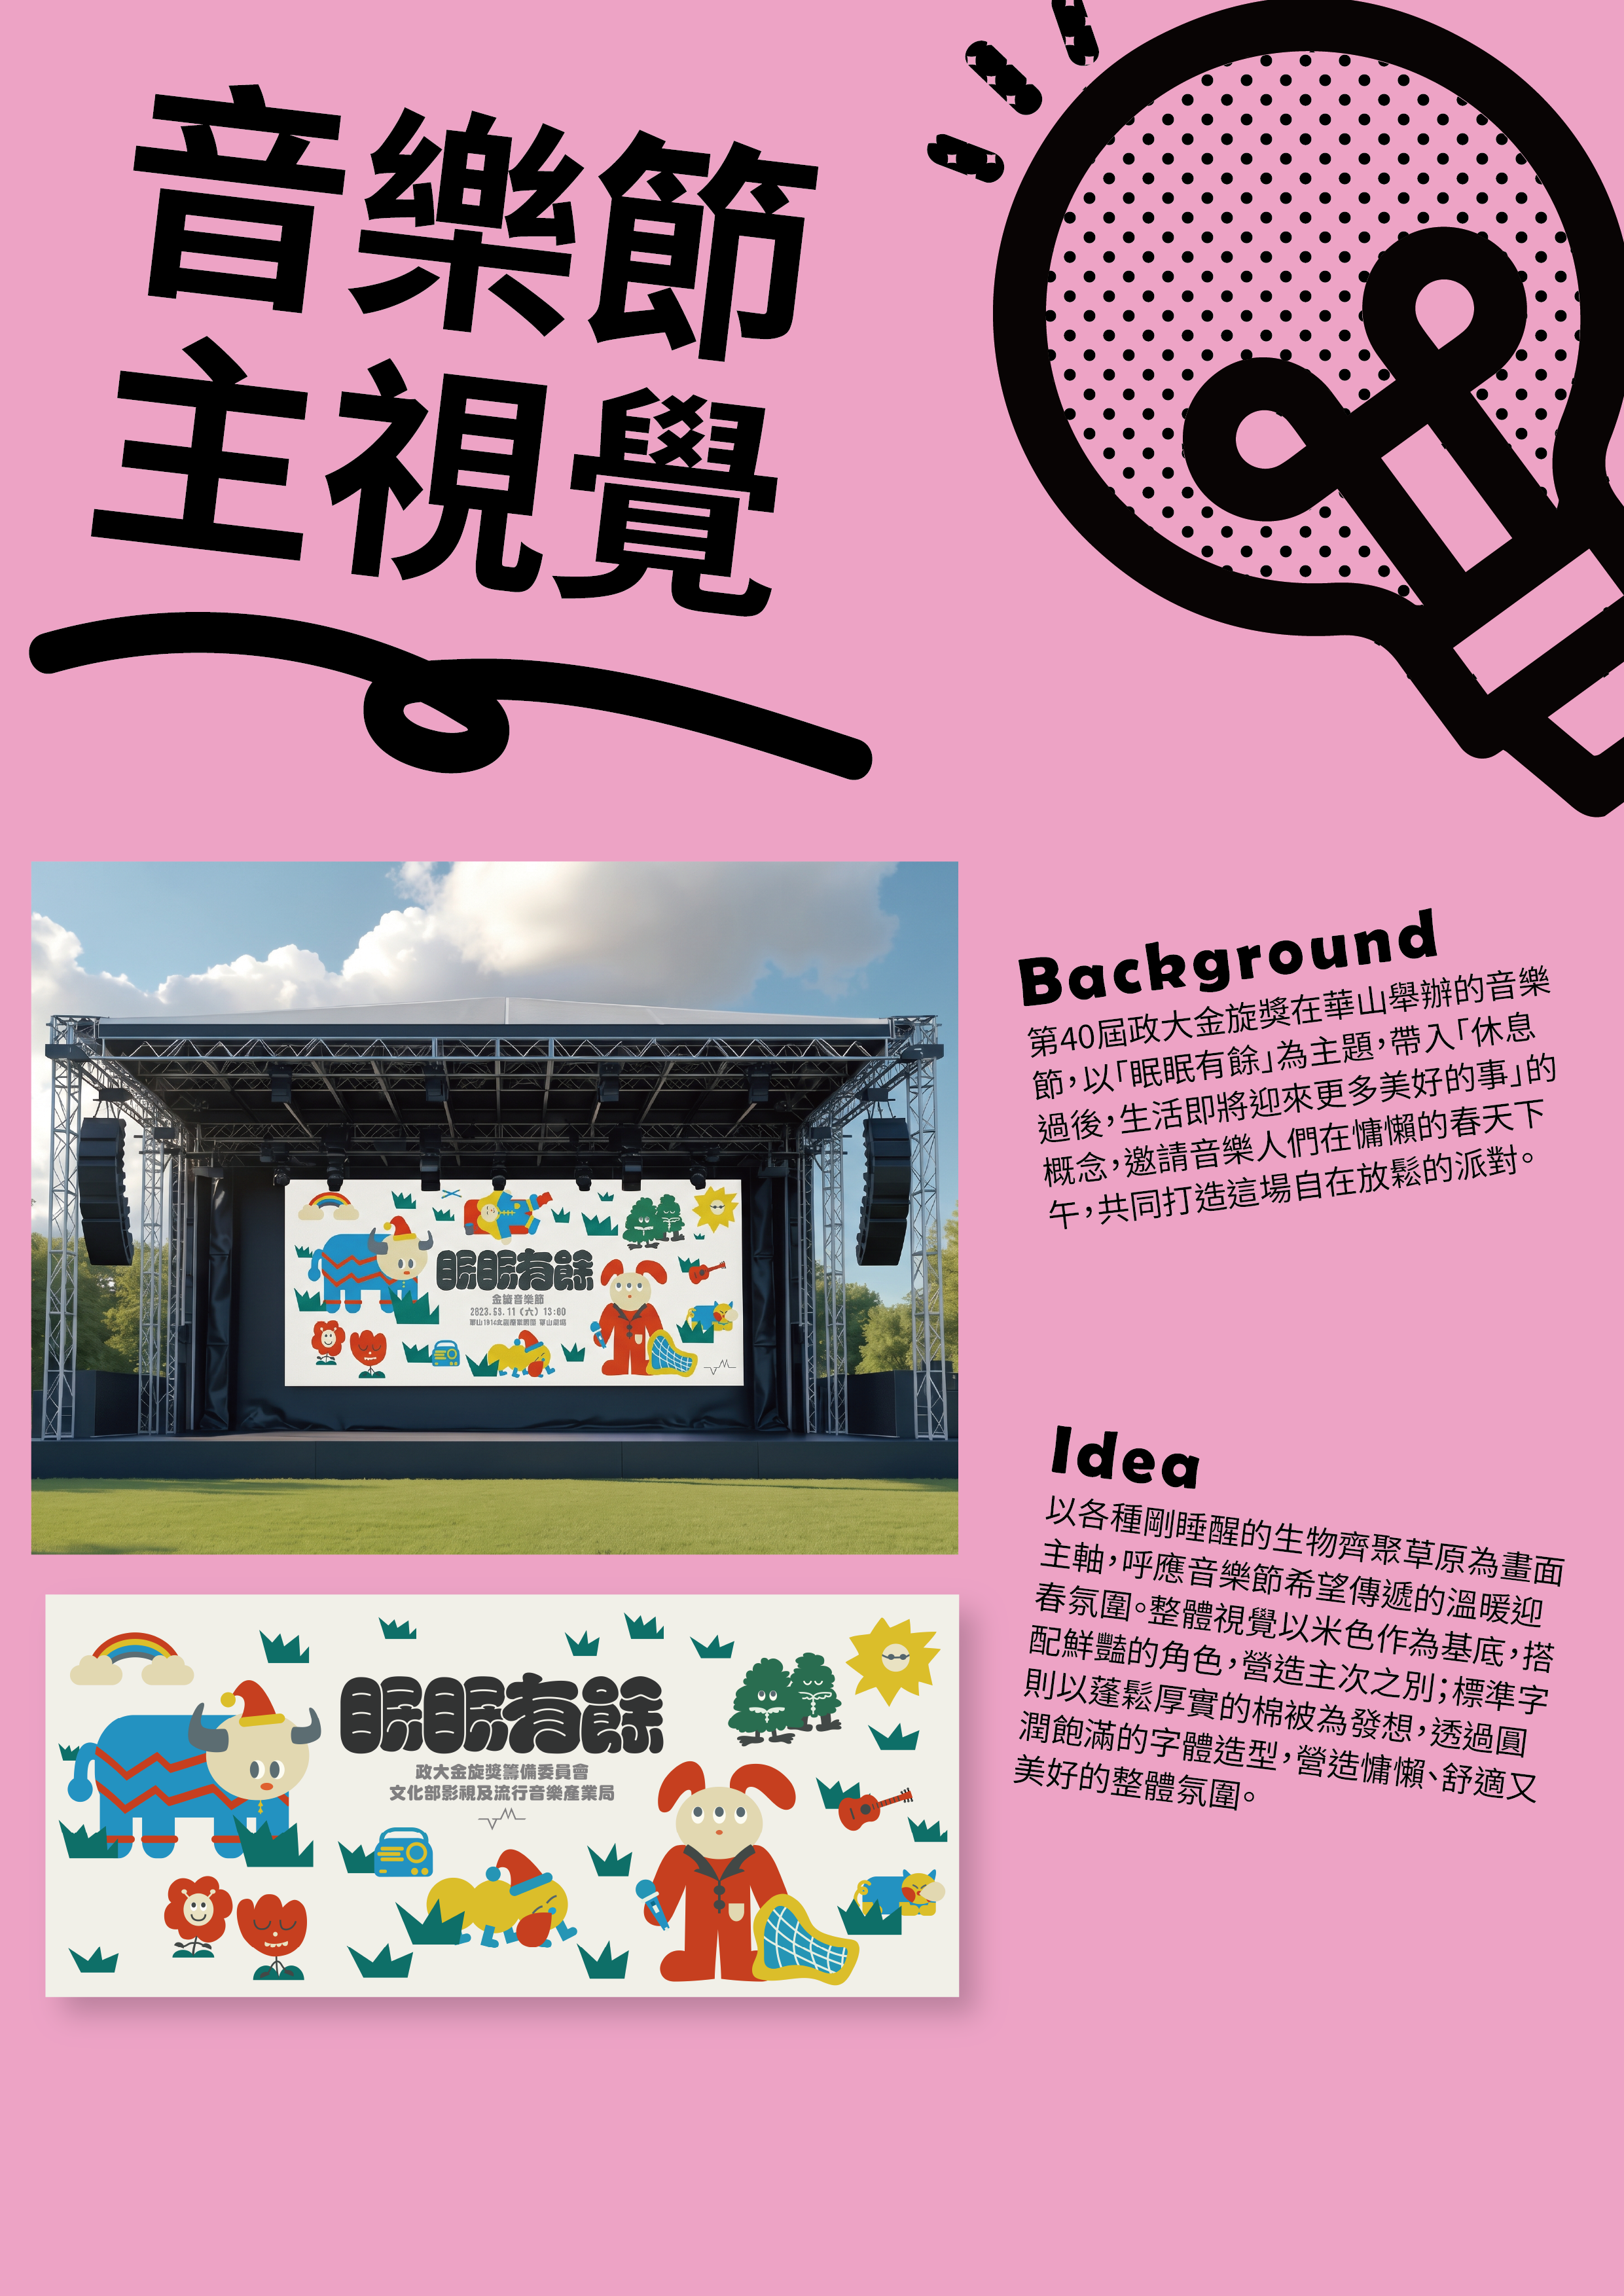 音樂節
主視覺
Background
第40屆政大金旋獎在華山舉辦的音樂
節，以「眠眠有餘」為主題，帶入「休息
過後，生活即將迎來更多美好的事」的
概念，邀請音樂人們在慵懶的春天下
午，共同打造這場自在放鬆的派對。
眠眠有餘
金旋音樂節
Idea
以各種剛睡醒的生物齊聚草原為畫面
主軸，呼應音樂節希望傳遞的溫暖迎
春氛圍。整體視覺以米色作為基底，搭
配鮮豔的角色，營造主次之別；標準字
則以蓬鬆厚實的棉被為發想，透過圓
潤飽滿的字體造型，營造慵懶、舒適又
美好的整體氛圍。
眠眠有餘
政大金旋獎籌備委員會
文化部影視及流行音樂產業局